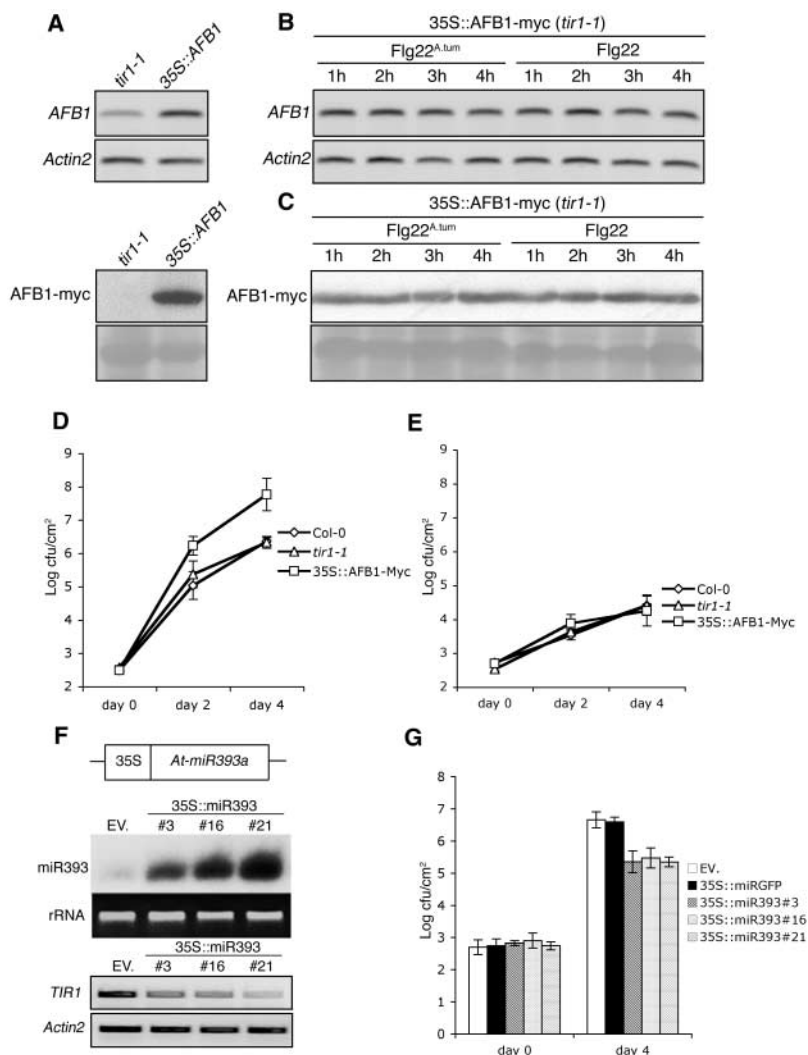 A
tir1-1
35S::AFB1
AFB1
Actin2
tir1-1
35S::AFB1
AFB1-myc
B
35S::AFB1-myc (tir1-1)
Flg22A.tum Flg22
1h 2h 3h 4h 1h 2h 3h 4h
AFB1
Actin2
C
35S::AFB1-myc (tir1-1)
Flg22A.tum Flg22
1h 2h 3h 4h 1h 2h 3h 4h
AFB1-myc
D
Log cfu/cm²
9
8
7
6
5
4
3
2
day 0 day 2 day 4
Col-0
tir1-1
35S::AFB1-Myc
E
Log cfu/cm²
9
8
7
6
5
4
3
2
day 0 day 2 day 4
Col-0
tir1-1
35S::AFB1-Myc
F
35S At-miR393a
35S::miR393
EV. #3 #16 #21
miR393
rRNA
35S::miR393
EV. #3 #16 #21
TIR1
Actin2
G
Log cfu/cm²
8
7
6
5
4
3
2
1
0
day 0 day 4
EV.
35S::miRGFP
35S::miR393#3
35S::miR393#16
35S::miR393#21